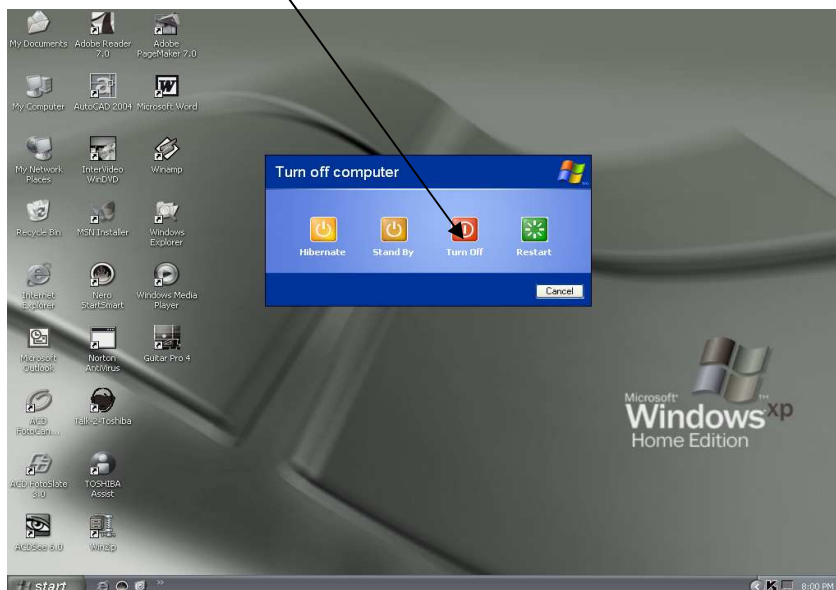 My Documents
Adobe Reader
7.0
Adobe
PageMaker 7.0
My Computer
AutoCAD 2004
Microsoft Word
My Network
Places
InterVideo
WinDVD
Winamp
Recycle Bin
MSN Installer
Windows
Explorer
Internet
Explorer
Nero
StartSmart
Windows Media
Player
Microsoft
Outlook
Norton
AntiVirus
Guitar Pro 4
ACD
FotoCan...
Talk-2-Toshiba
ACD FotoSlate
3.0
TOSHIBA
Assist
ACDSee 6.0
WinZip
Turn off computer
Hibernate
Stand By
Turn Off
Restart
Cancel
Microsoft
Windows xp
Home Edition
start
8:00 PM